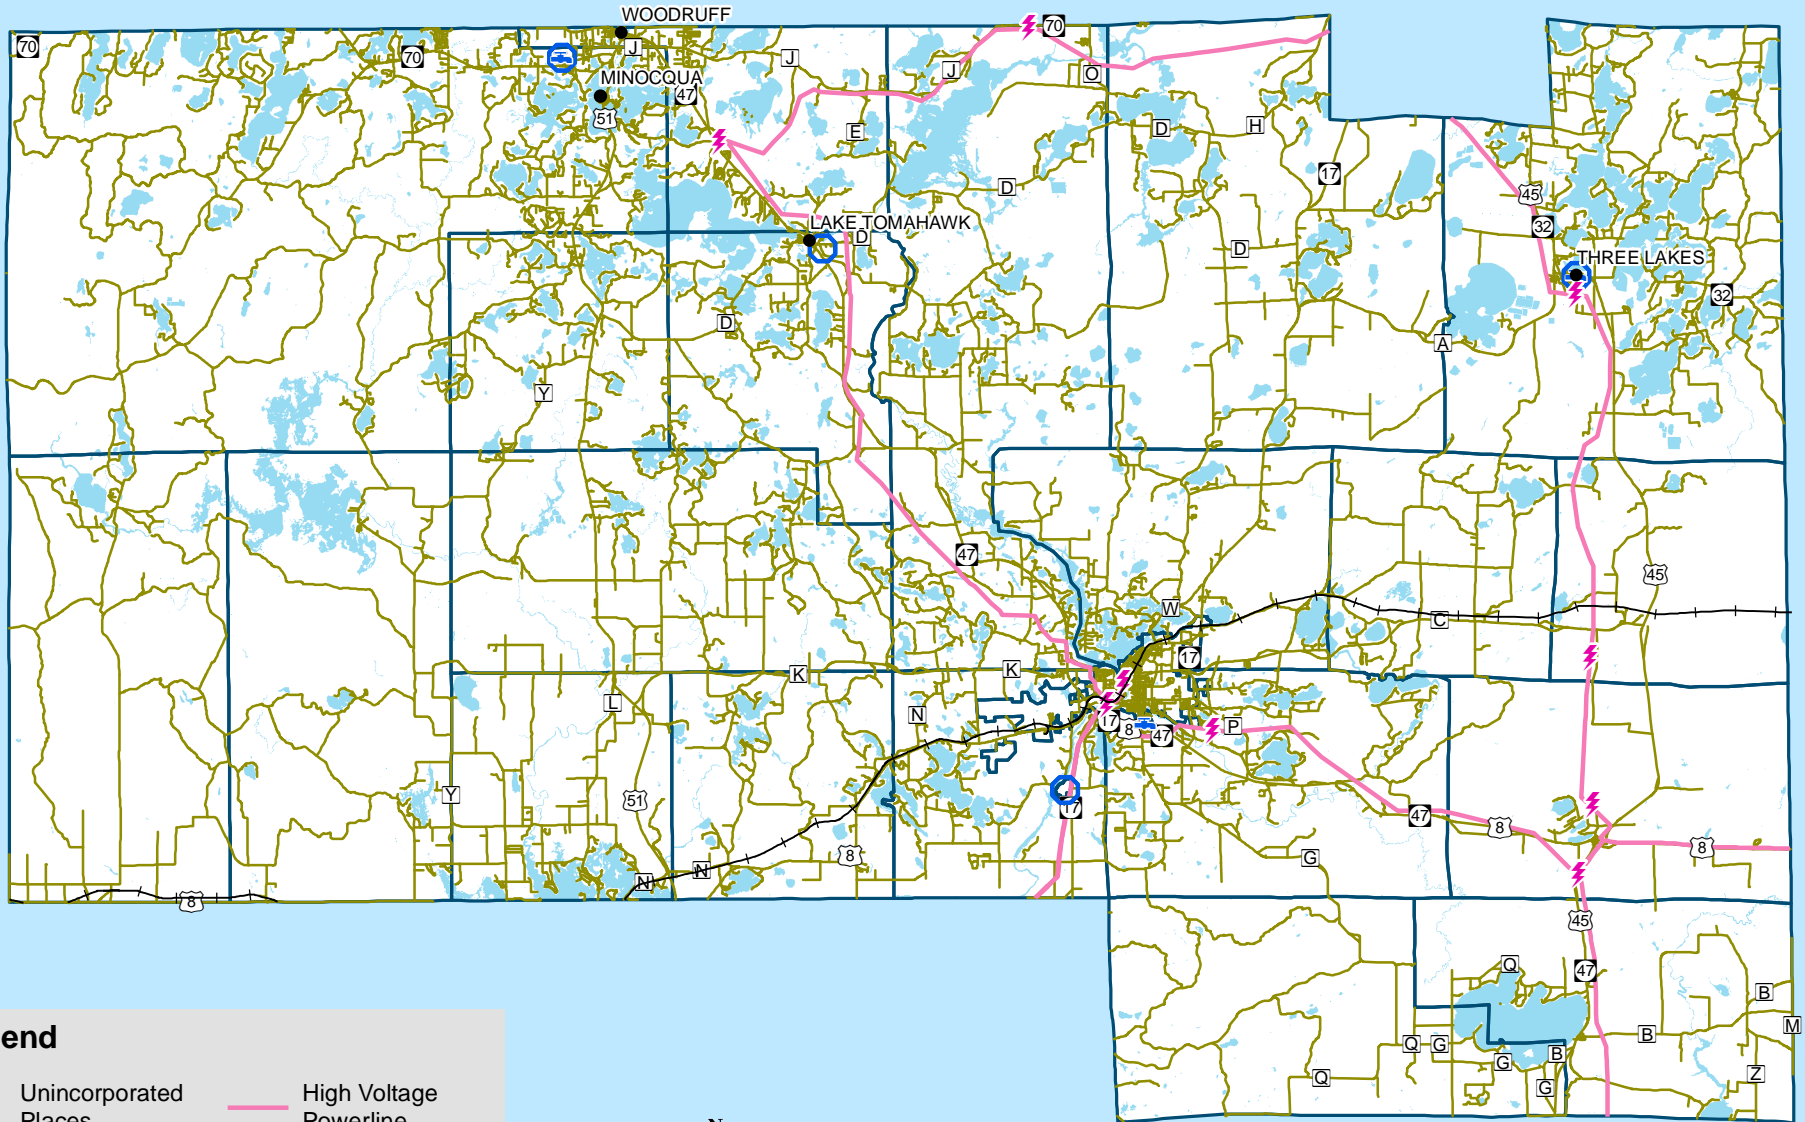 WOODRUFF
70
70
70
J
J
J
O
MINOCQUA
47
51
E
D
H
D
17
45
32
LAKE TOMAHAWK
D
D
THREE LAKES
32
D
A
Y
47
45
W
C
17
K
K
L
N
17
8
47
P
Y
51
17
47
8
8
8
G
N
N
8
45
Q
47
B
M
B
Q
G
B
G
Z
Q
G
end
Unincorporated
Places
High Voltage
Powerline
N